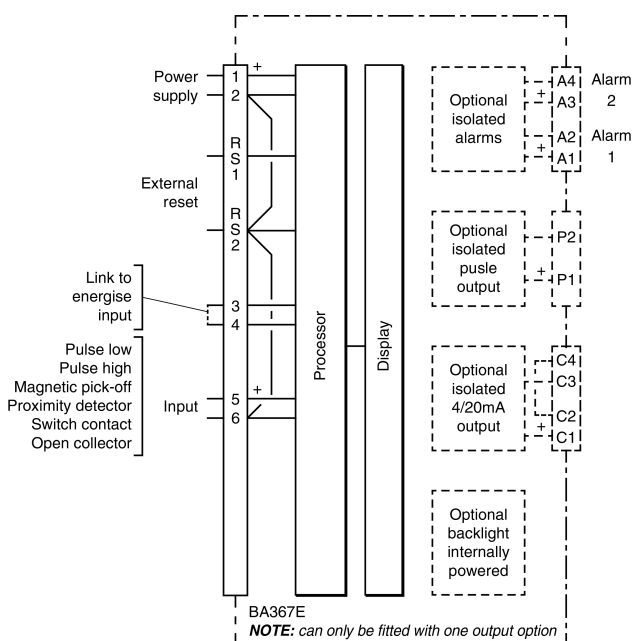 Power
supply
+
1
2
R
S
1
External
reset
R
S
2
Link to
energise
input
3
4
Pulse low
Pulse high
Magnetic pick-off
Proximity detector
Switch contact
Open collector
Input
+
5
6
Processor
Display
Optional
isolated
alarms
+
+
A4
A3
A2
A1
Alarm
2
Alarm
1
Optional
isolated
pusle
output
+
P2
P1
Optional
isolated
4/20mA
output
+
C4
C3
C2
C1
Optional
backlight
internally
powered
BA367E
NOTE: can only be fitted with one output option